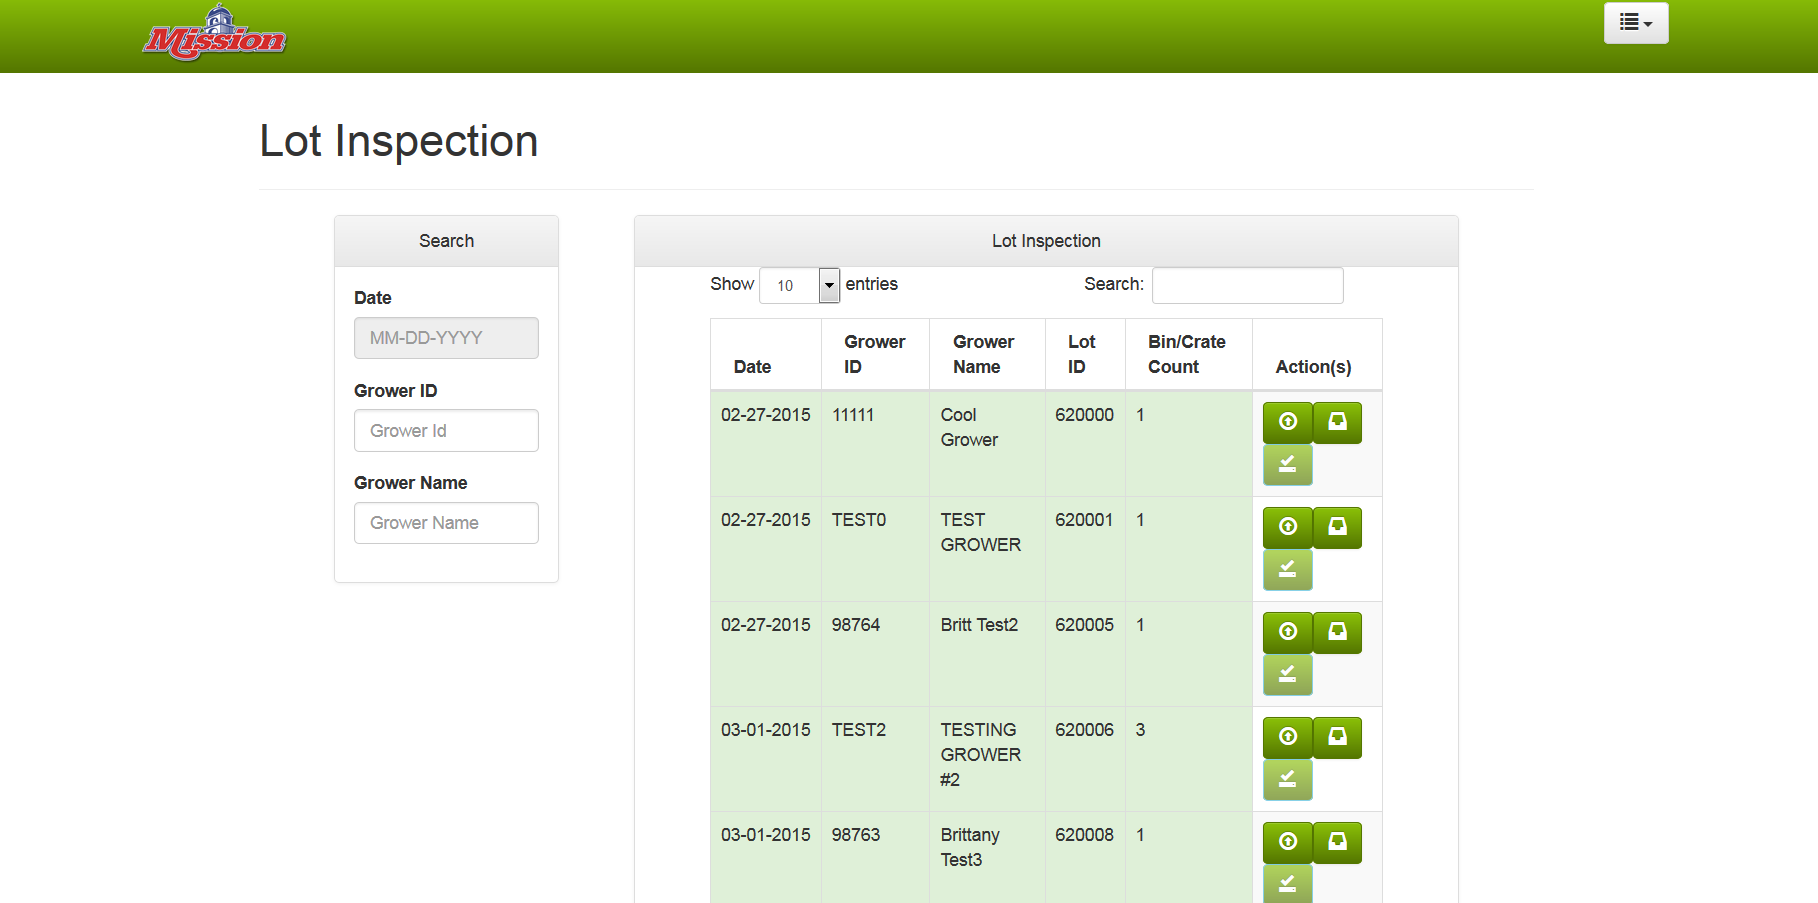 Mission
Lot Inspection
Search
Date
MM-DD-YYYY
Grower ID
Grower Id
Grower Name
Grower Name
Lot Inspection
Show 10 entries Search:
Date Grower ID Grower Name Lot ID Bin/Crate Count Action(s)
02-27-2015 11111 Cool Grower 620000 1
02-27-2015 TEST0 TEST GROWER 620001 1
02-27-2015 98764 Britt Test2 620005 1
03-01-2015 TEST2 TESTING GROWER #2 620006 3
03-01-2015 98763 Brittany Test3 620008 1